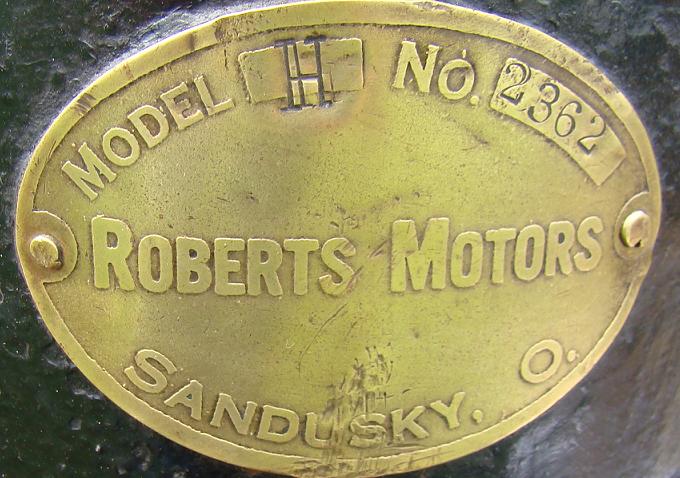 MODEL H No. 2362
ROBERTS MOTORS
SANDUSKY, O.